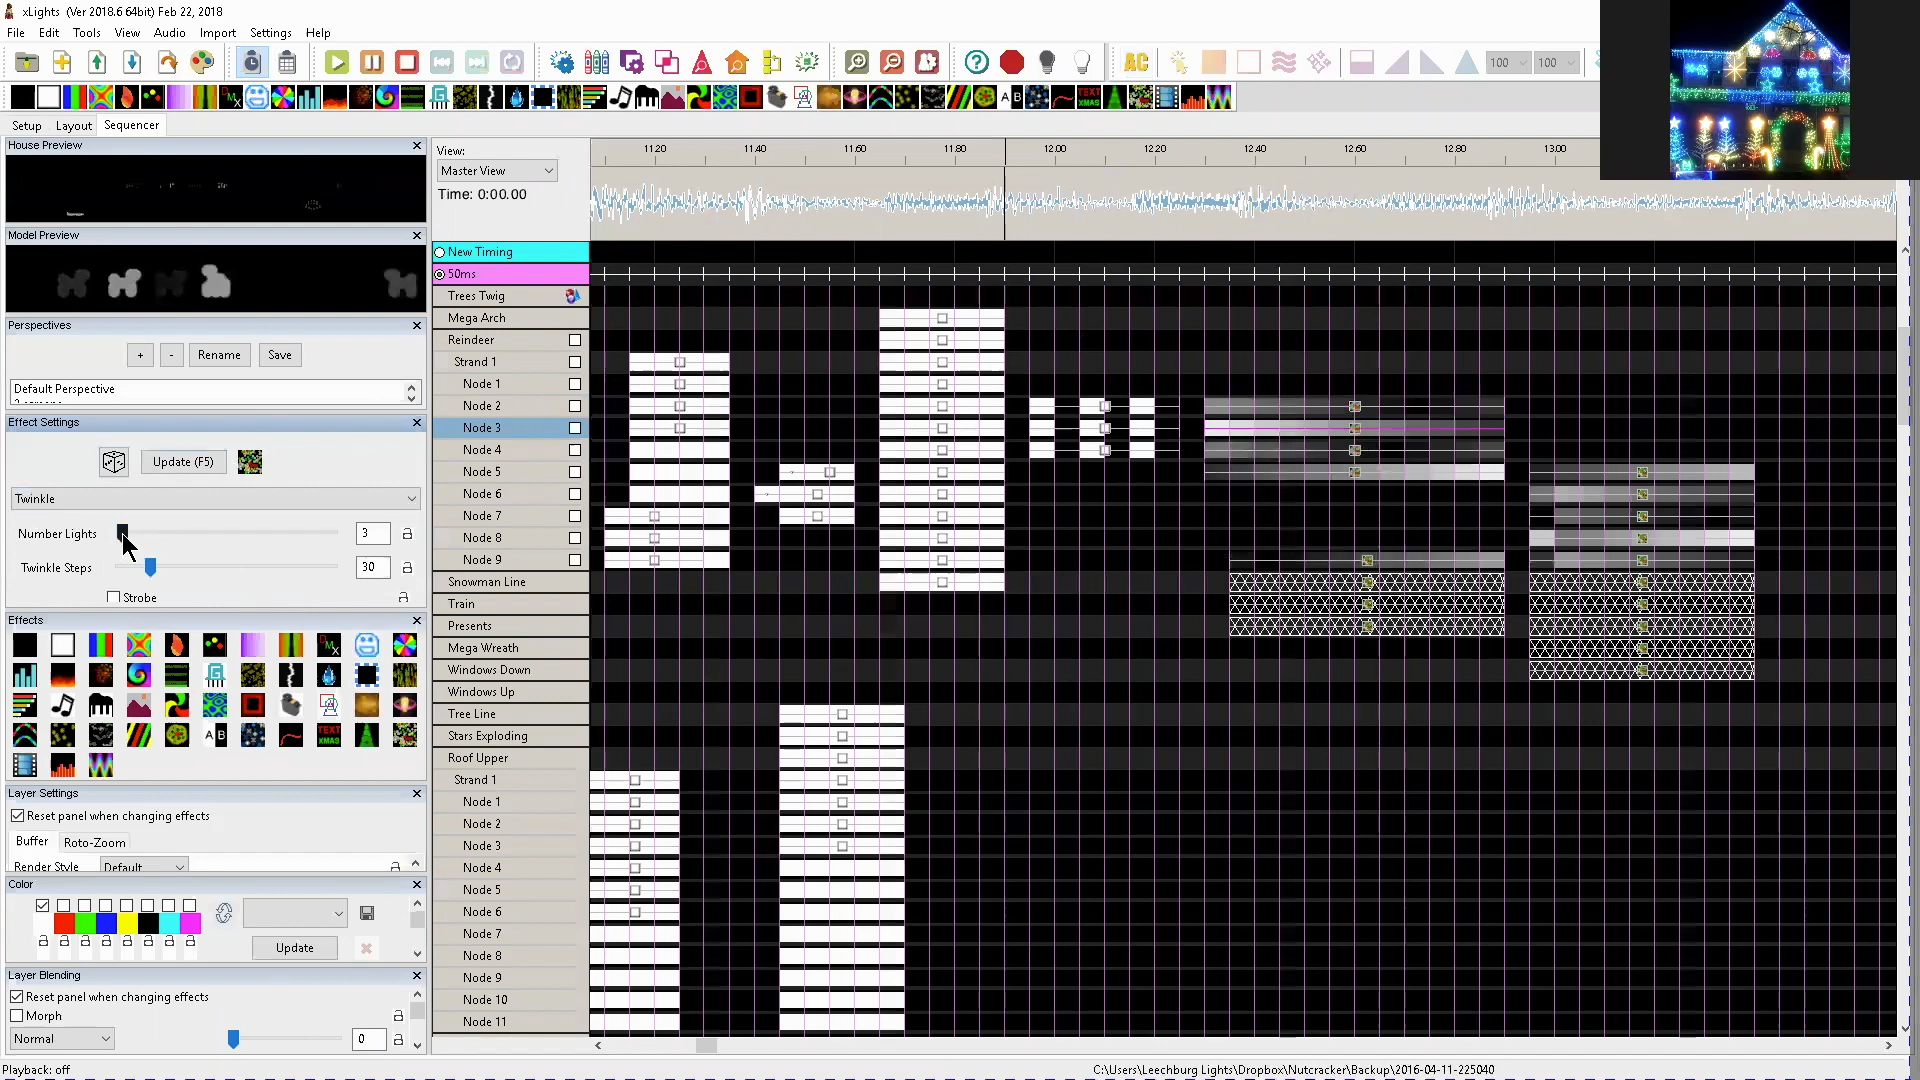 xLights (Ver 2018.6 64bit) Feb 22, 2018
File Edit Tools View Audio Import Settings Help
AC 100 100
Setup Layout Sequencer
House Preview
Model Preview
Perspectives
+ - Rename Save
Default Perspective
Effect Settings
Update (F5)
Twinkle
Number Lights 3
Twinkle Steps 30
Strobe
Effects
Layer Settings
Reset panel when changing effects
Buffer Roto-Zoom
Render Style Default
Color
Update
Layer Blending
Reset panel when changing effects
Morph
Normal 0
View:
Master View
Time: 0:00.00
11.20 11.40 11.60 11.80 12.00 12.20 12.40 12.60 12.80 13.00
New Timing
50ms
Trees Twig
Mega Arch
Reindeer
Strand 1
Node 1
Node 2
Node 3
Node 4
Node 5
Node 6
Node 7
Node 8
Node 9
Snowman Line
Train
Presents
Mega Wreath
Windows Down
Windows Up
Tree Line
Stars Exploding
Roof Upper
Strand 1
Node 1
Node 2
Node 3
Node 4
Node 5
Node 6
Node 7
Node 8
Node 9
Node 10
Node 11
Playback: off
C:\Users\Leechburg Lights\Dropbox\Nutcracker\Backup\2016-04-11-225040